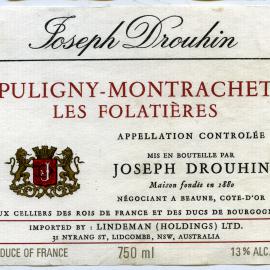 Joseph Drouhin
PULIGNY-MONTRACHET
LES FOLATIÈRES
APPELLATION CONTROLÉE
MIS EN BOUTEILLE PAR
JOSEPH DROUHIN
Maison fondée en 1880
NÉGOCIANT A BEAUNE, COTE-D'OR
UX CELLIERS DES ROIS DE FRANCE ET DES DUCS DE BOURGOG
IMPORTED BY : LINDEMAN (HOLDINGS) LTD.
31 NYRANG ST, LIDCOMBE, NSW, AUSTRALIA
DUCE OF FRANCE 750 ml 13% ALC